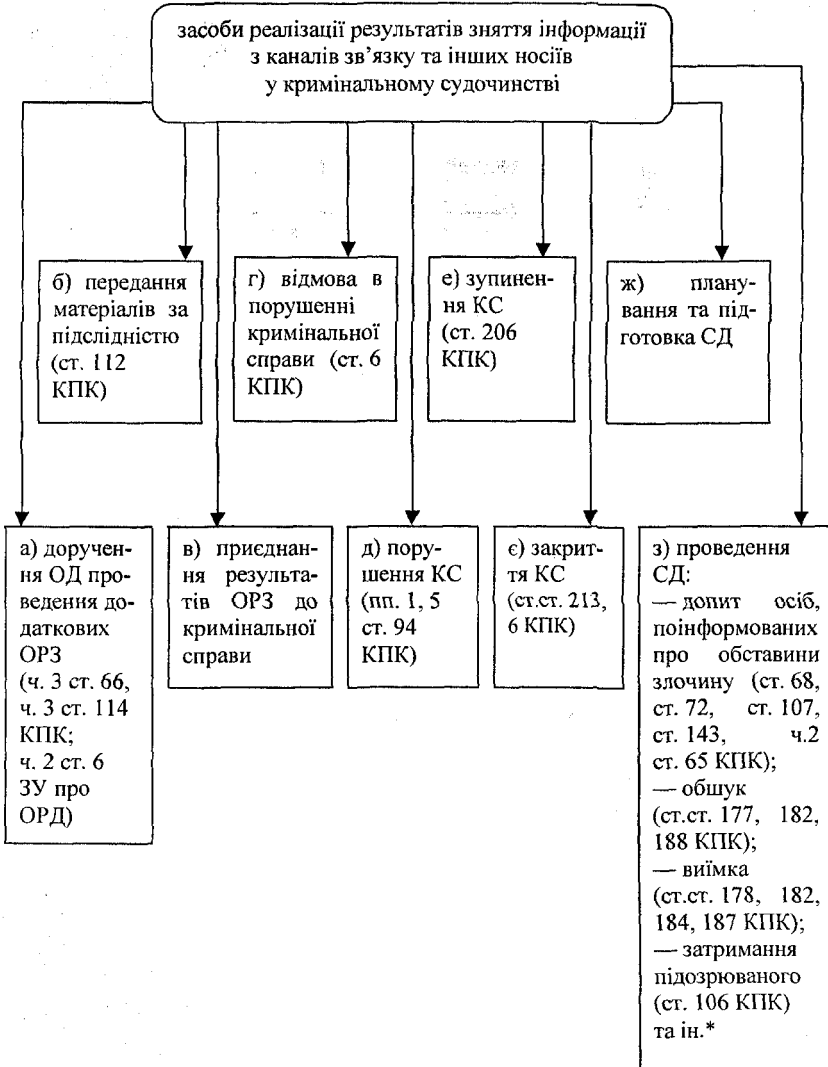 засоби реалізації результатів зняття інформації
з каналів зв’язку та інших носіїв
у кримінальному судочинстві
б) передання
матеріалів за
підслідністю
(ст. 112
КПК)
г) відмова в
порушенні
кримінальної
справи (ст. 6
КПК)
е) зупинен-
ня КС
(ст. 206
КПК)
ж) плану-
вання та під-
готовка СД
а) доручен-
ня ОД про-
ведення до-
даткових
ОРЗ
(ч. 3 ст. 66,
ч. 3 ст. 114
КПК;
ч. 2 ст. 6
ЗУ про
ОРД)
в) приєднан-
ня результа-
тів ОРЗ до
кримінальної
справи
д) пору-
шення КС
(пп. 1, 5
ст. 94
КПК)
є) закрит-
тя КС
(ст.ст. 213,
6 КПК)
з) проведення
СД:
— допит осіб,
поінформованих
про обставини
злочину (ст. 68,
ст. 72, ст. 107,
ст. 143, ч.2
ст. 65 КПК);
— обшук
(ст.ст. 177, 182,
188 КПК);
— виїмка
(ст.ст. 178, 182,
184, 187 КПК);
— затримання
підозрюваного
(ст. 106 КПК)
та ін.*